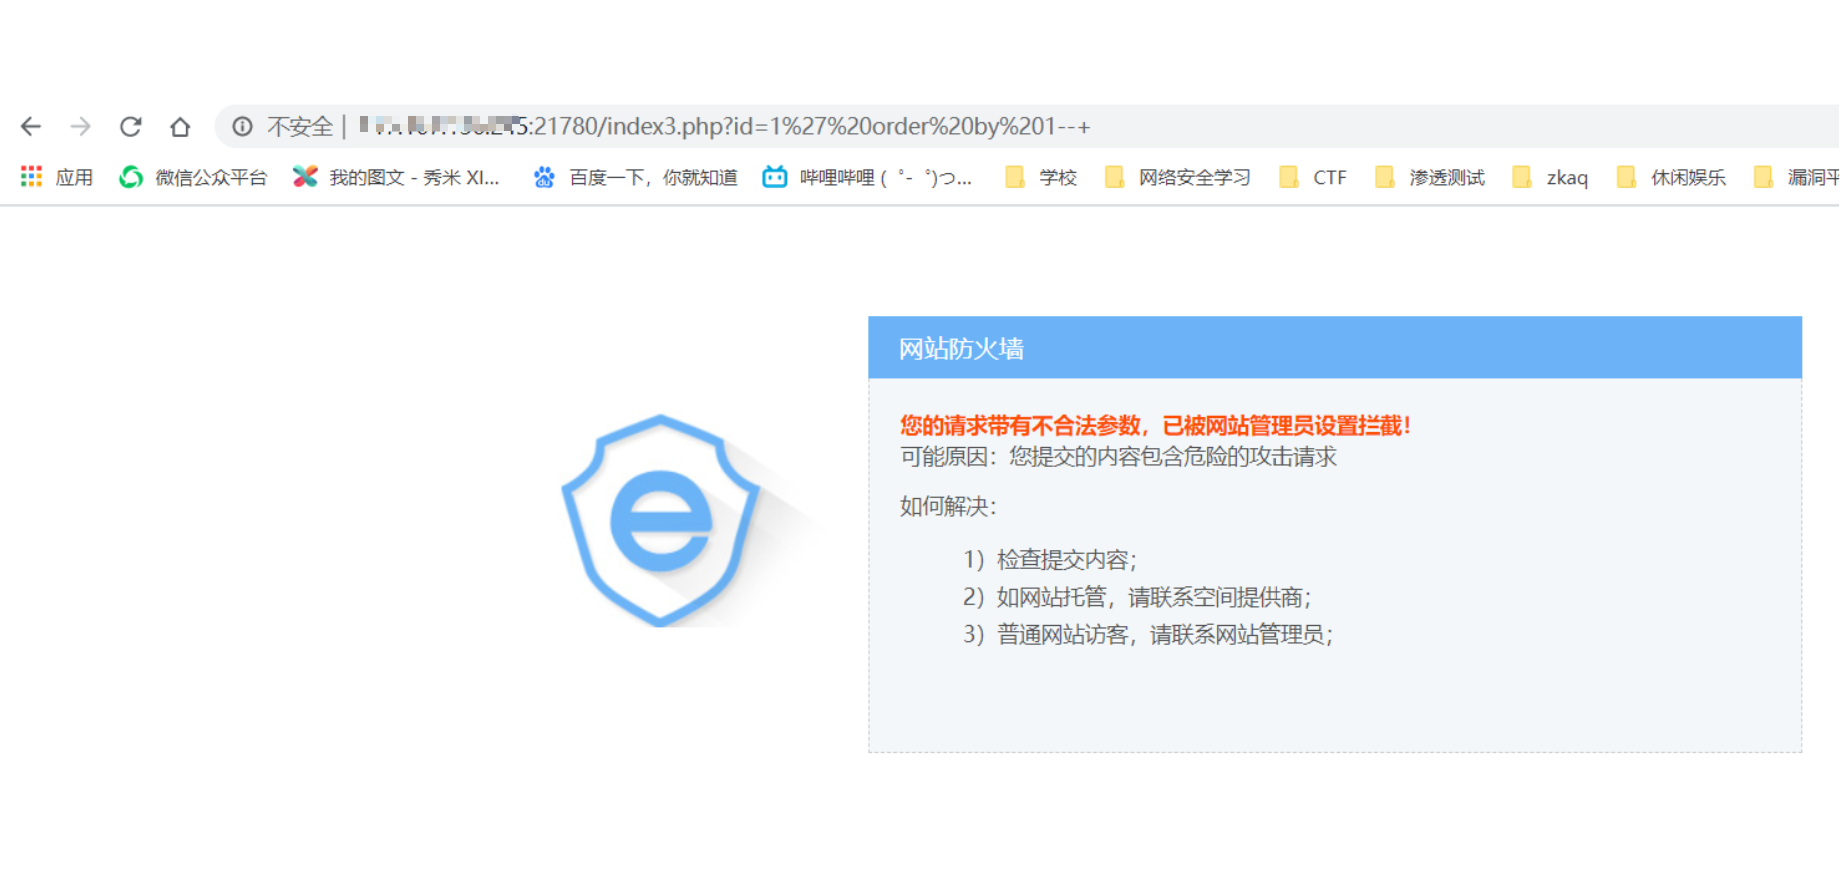 不安全 | :21780/index3.php?id=1%27%20order%20by%201--+
应用 微信公众平台 我的图文 - 秀米 XI... 百度一下，你就知道 哔哩哔哩 ( ゜- ゜)つ... 学校 网络安全学习 CTF 渗透测试 zkaq 休闲娱乐 漏洞平
网站防火墙
您的请求带有不合法参数，已被网站管理员设置拦截！
可能原因：您提交的内容包含危险的攻击请求
如何解决：
1）检查提交内容；
2）如网站托管，请联系空间提供商；
3）普通网站访客，请联系网站管理员；